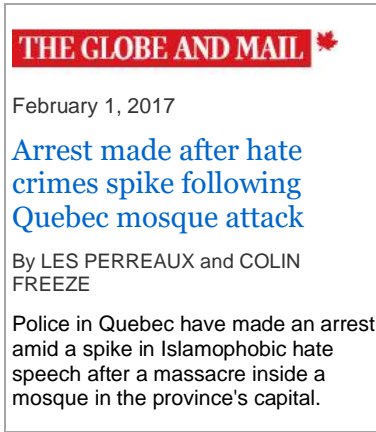 THE GLOBE AND MAIL
February 1, 2017
Arrest made after hate
crimes spike following
Quebec mosque attack
By LES PERREAUX and COLIN
FREEZE
Police in Quebec have made an arrest
amid a spike in Islamophobic hate
speech after a massacre inside a
mosque in the province's capital.